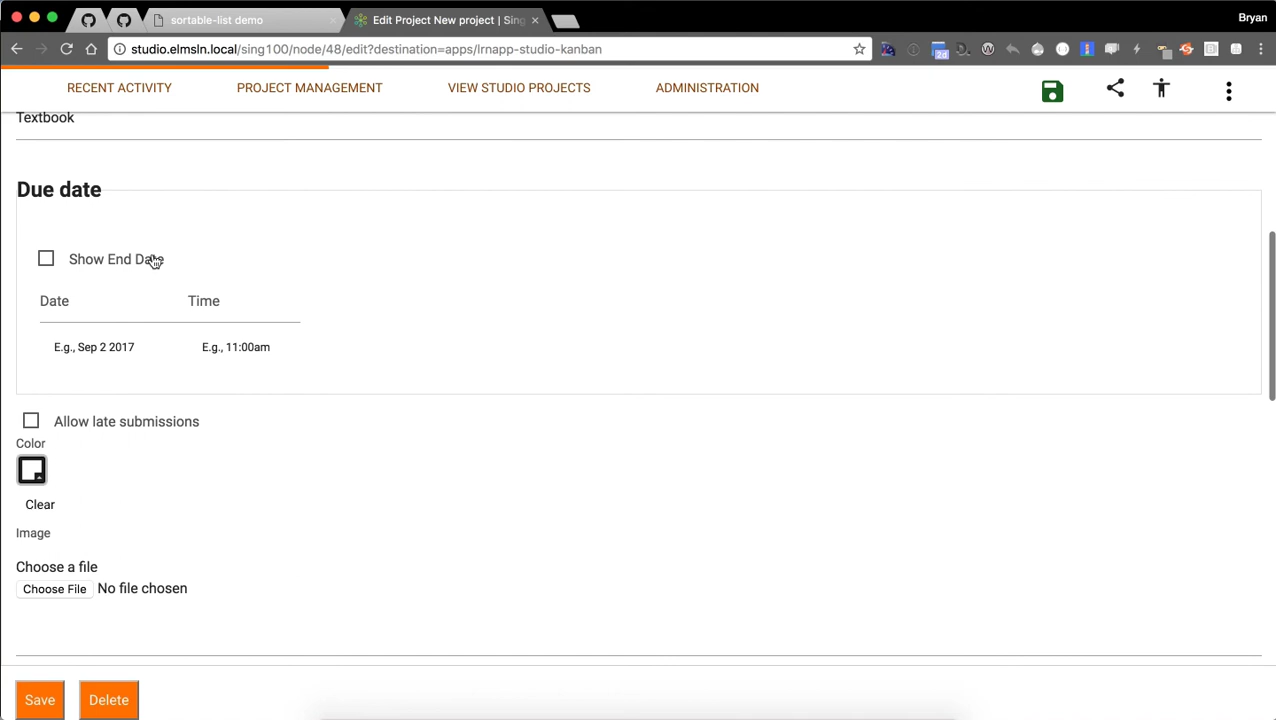 sortable-list demo
Edit Project New project | Sing
Bryan
studio.elmsln.local/sing100/node/48/edit?destination=apps/lrnapp-studio-kanban
2d
RECENT ACTIVITY
PROJECT MANAGEMENT
VIEW STUDIO PROJECTS
ADMINISTRATION
Textbook
Due date
Show End Date
Date
Time
E.g., Sep 2 2017
E.g., 11:00am
Allow late submissions
Color
Clear
Image
Choose a file
Choose File No file chosen
Save
Delete